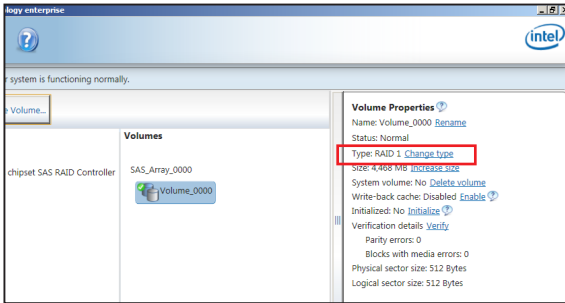 ology enterprise
intel
r system is functioning normally.
e Volume...
Volumes
chipset SAS RAID Controller
SAS_Array_0000
Volume_0000
Volume Properties
Name: Volume_0000 Rename
Status: Normal
Type: RAID 1 Change type
Size: 4,468 MB Increase size
System volume: No Delete volume
Write-back cache: Disabled Enable
Initialized: No Initialize
Verification details Verify
Parity errors: 0
Blocks with media errors: 0
Physical sector size: 512 Bytes
Logical sector size: 512 Bytes